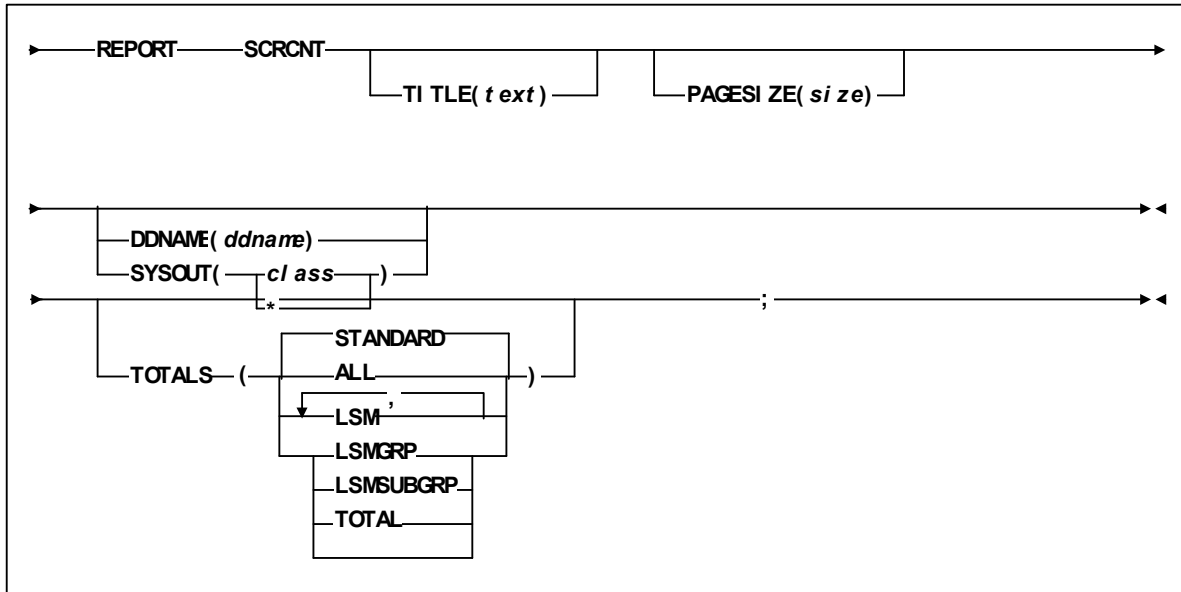 REPORT SCRCNT
TITLE(text) PAGESIZE(size)
DDNAME(ddname)
SYSOUT( class )
*
;
STANDARD
TOTALS ( ALL )
,
LSM
LSMGRP
LSMSUBGRP
TOTAL